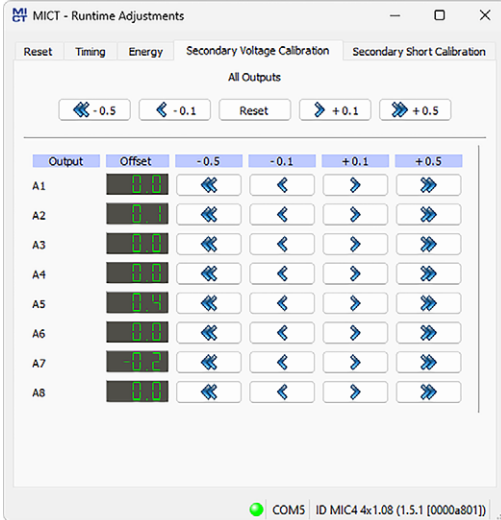 MICT - Runtime Adjustments
Reset Timing Energy Secondary Voltage Calibration Secondary Short Calibration
All Outputs
- 0.5 - 0.1 Reset + 0.1 + 0.5
Output Offset - 0.5 - 0.1 + 0.1 + 0.5
A1 0.0
A2 0.1
A3 0.0
A4 0.0
A5 0.4
A6 0.0
A7 -0.2
A8 0.0
COM5 ID MIC4 4x1.08 (1.5.1 [0000a801])